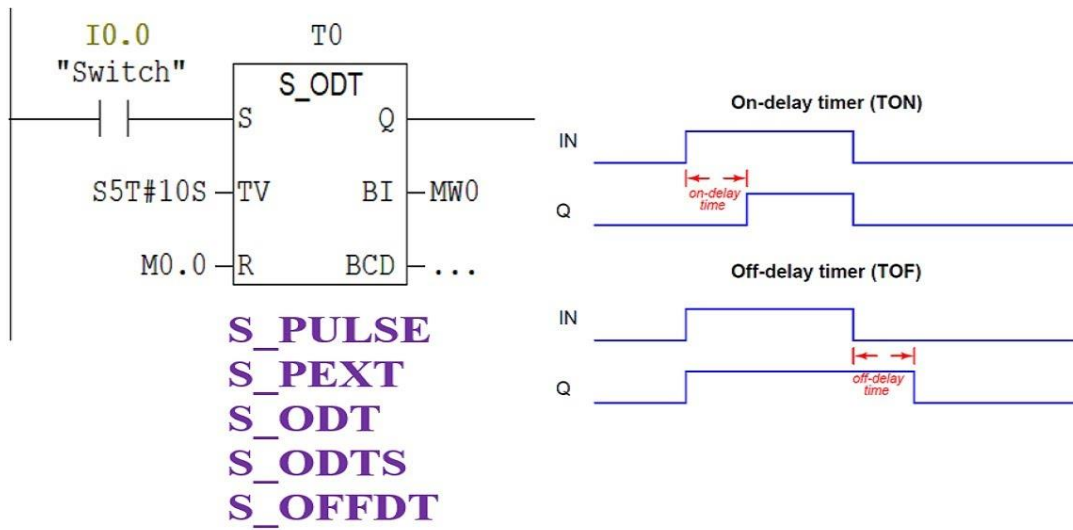 I0.0
"Switch"
T0
S_ODT
S Q
S5T#10S TV BI MW0
M0.0 R BCD ...
S_PULSE
S_PEXT
S_ODT
S_ODTS
S_OFFDT
On-delay timer (TON)
IN
on-delay
time
Q
Off-delay timer (TOF)
IN
off-delay
time
Q